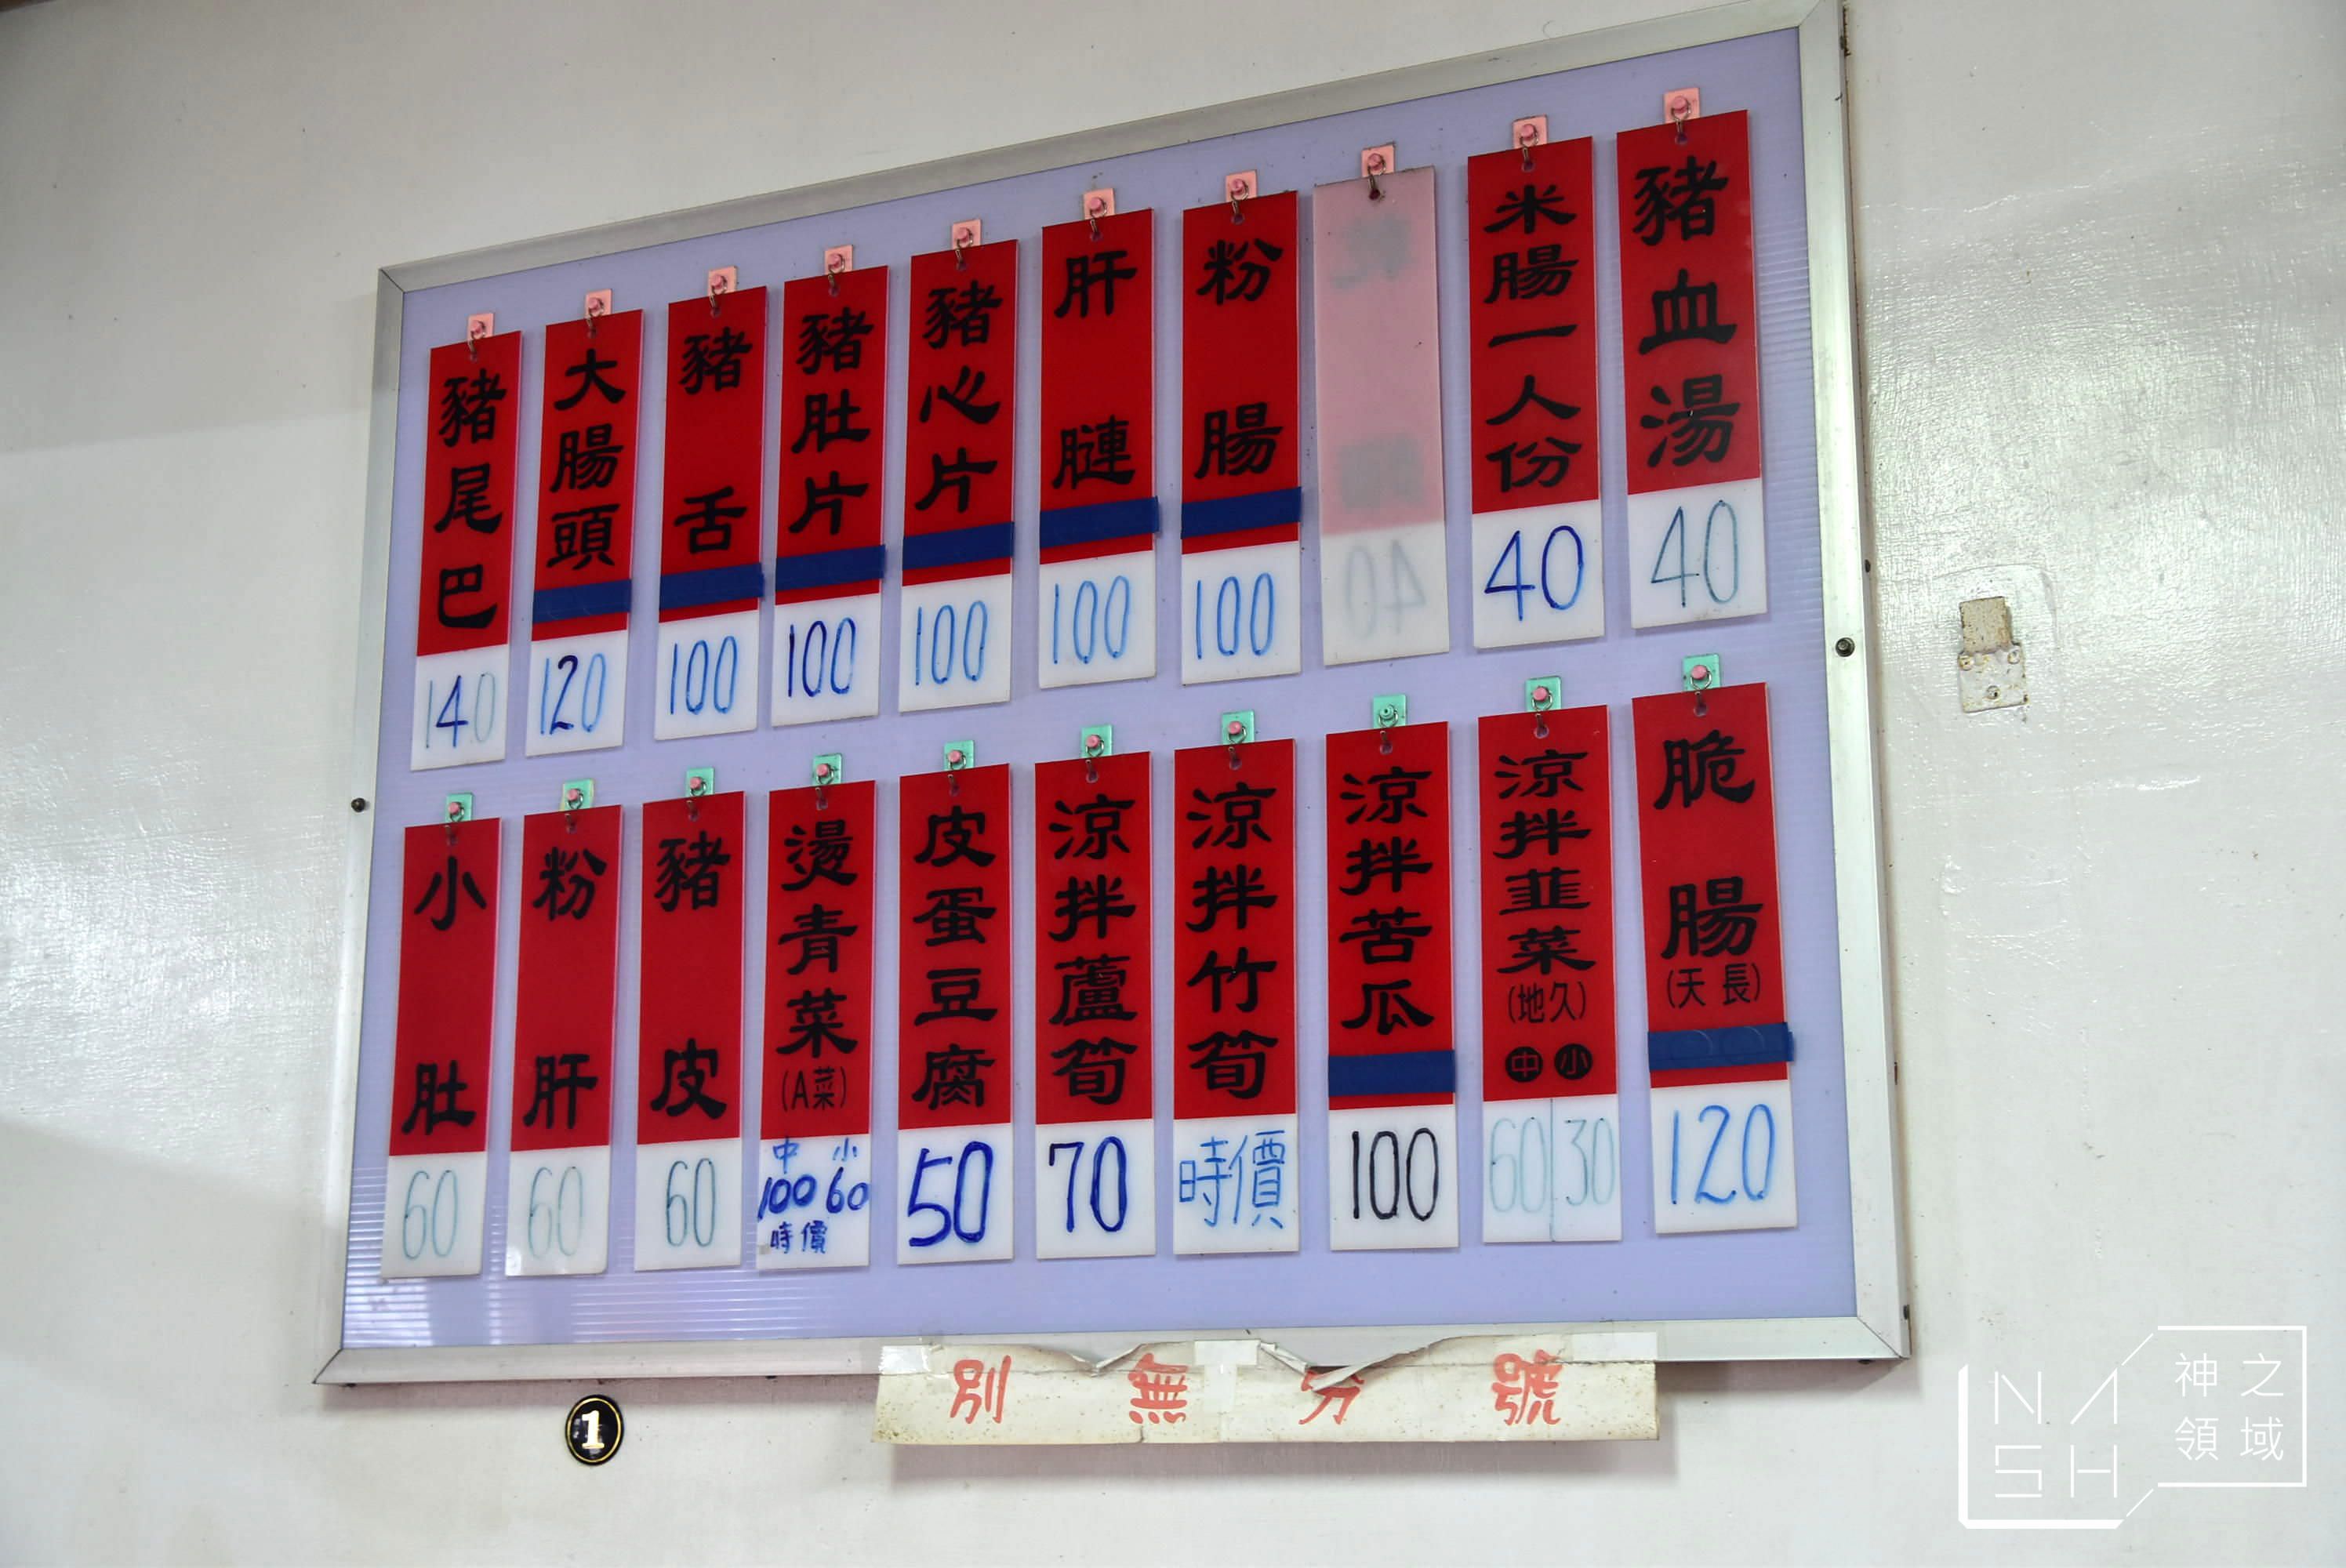 豬血湯
40
米腸一人份
40
粉腸
100
肝腱
100
豬心片
100
豬肚片
100
豬舌
100
大腸頭
120
豬尾巴
140
脆腸
(天長)
120
涼拌韮菜
(地久)
中 小
60 30
涼拌苦瓜
100
涼拌竹筍
時價
涼拌蘆筍
70
皮蛋豆腐
50
燙青菜
(A菜)
中 小
100 60
時價
豬皮
60
粉肝
60
小肚
60
別無分號
1
NASH
神之
領域